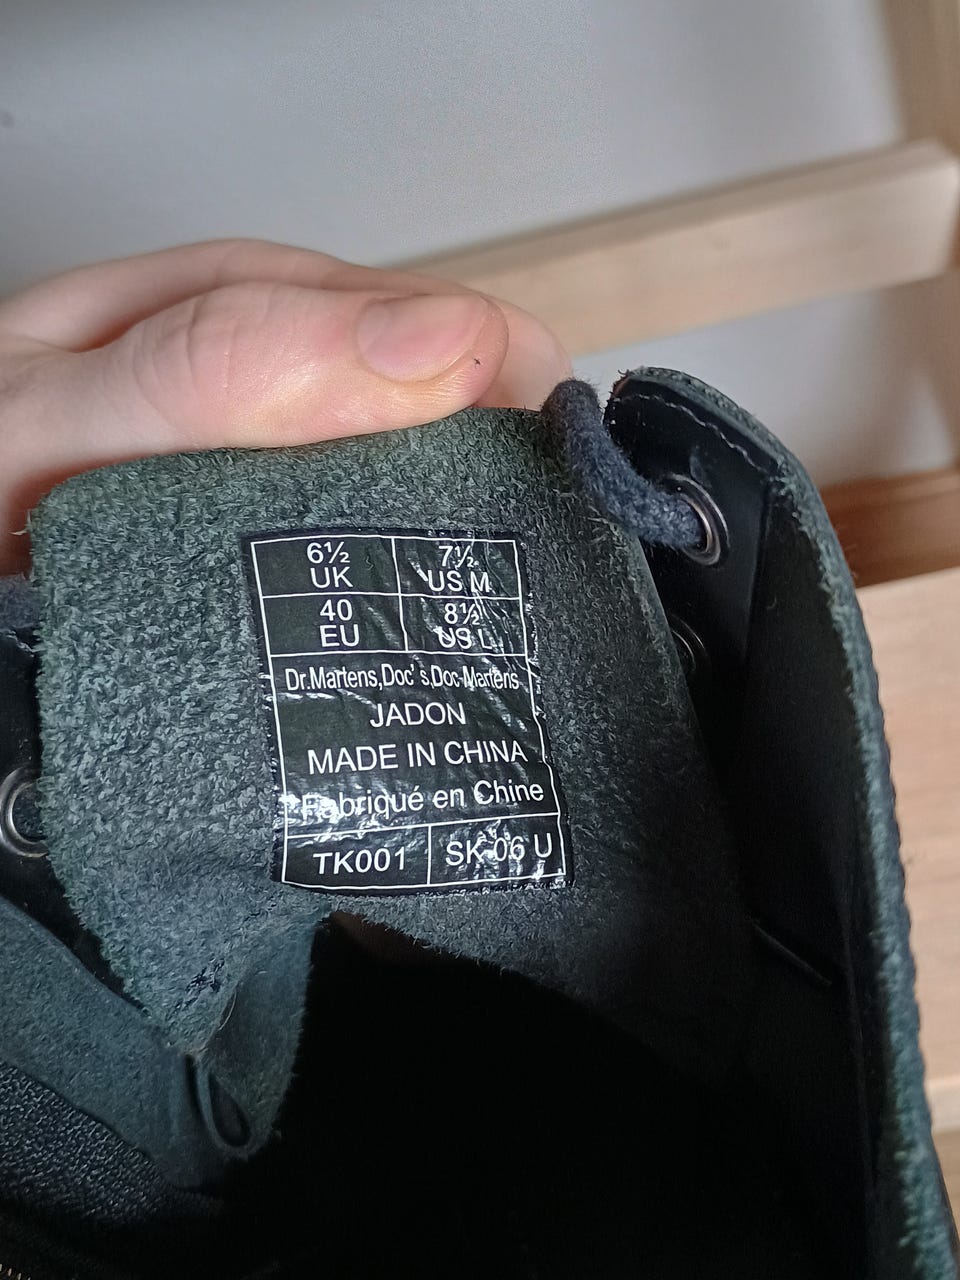 6½ 7½
UK US M
40 8½
EU US L
Dr.Martens,Doc's,Doc Martens
JADON
MADE IN CHINA
Fabriqué en Chine
TK001 SK 06 U